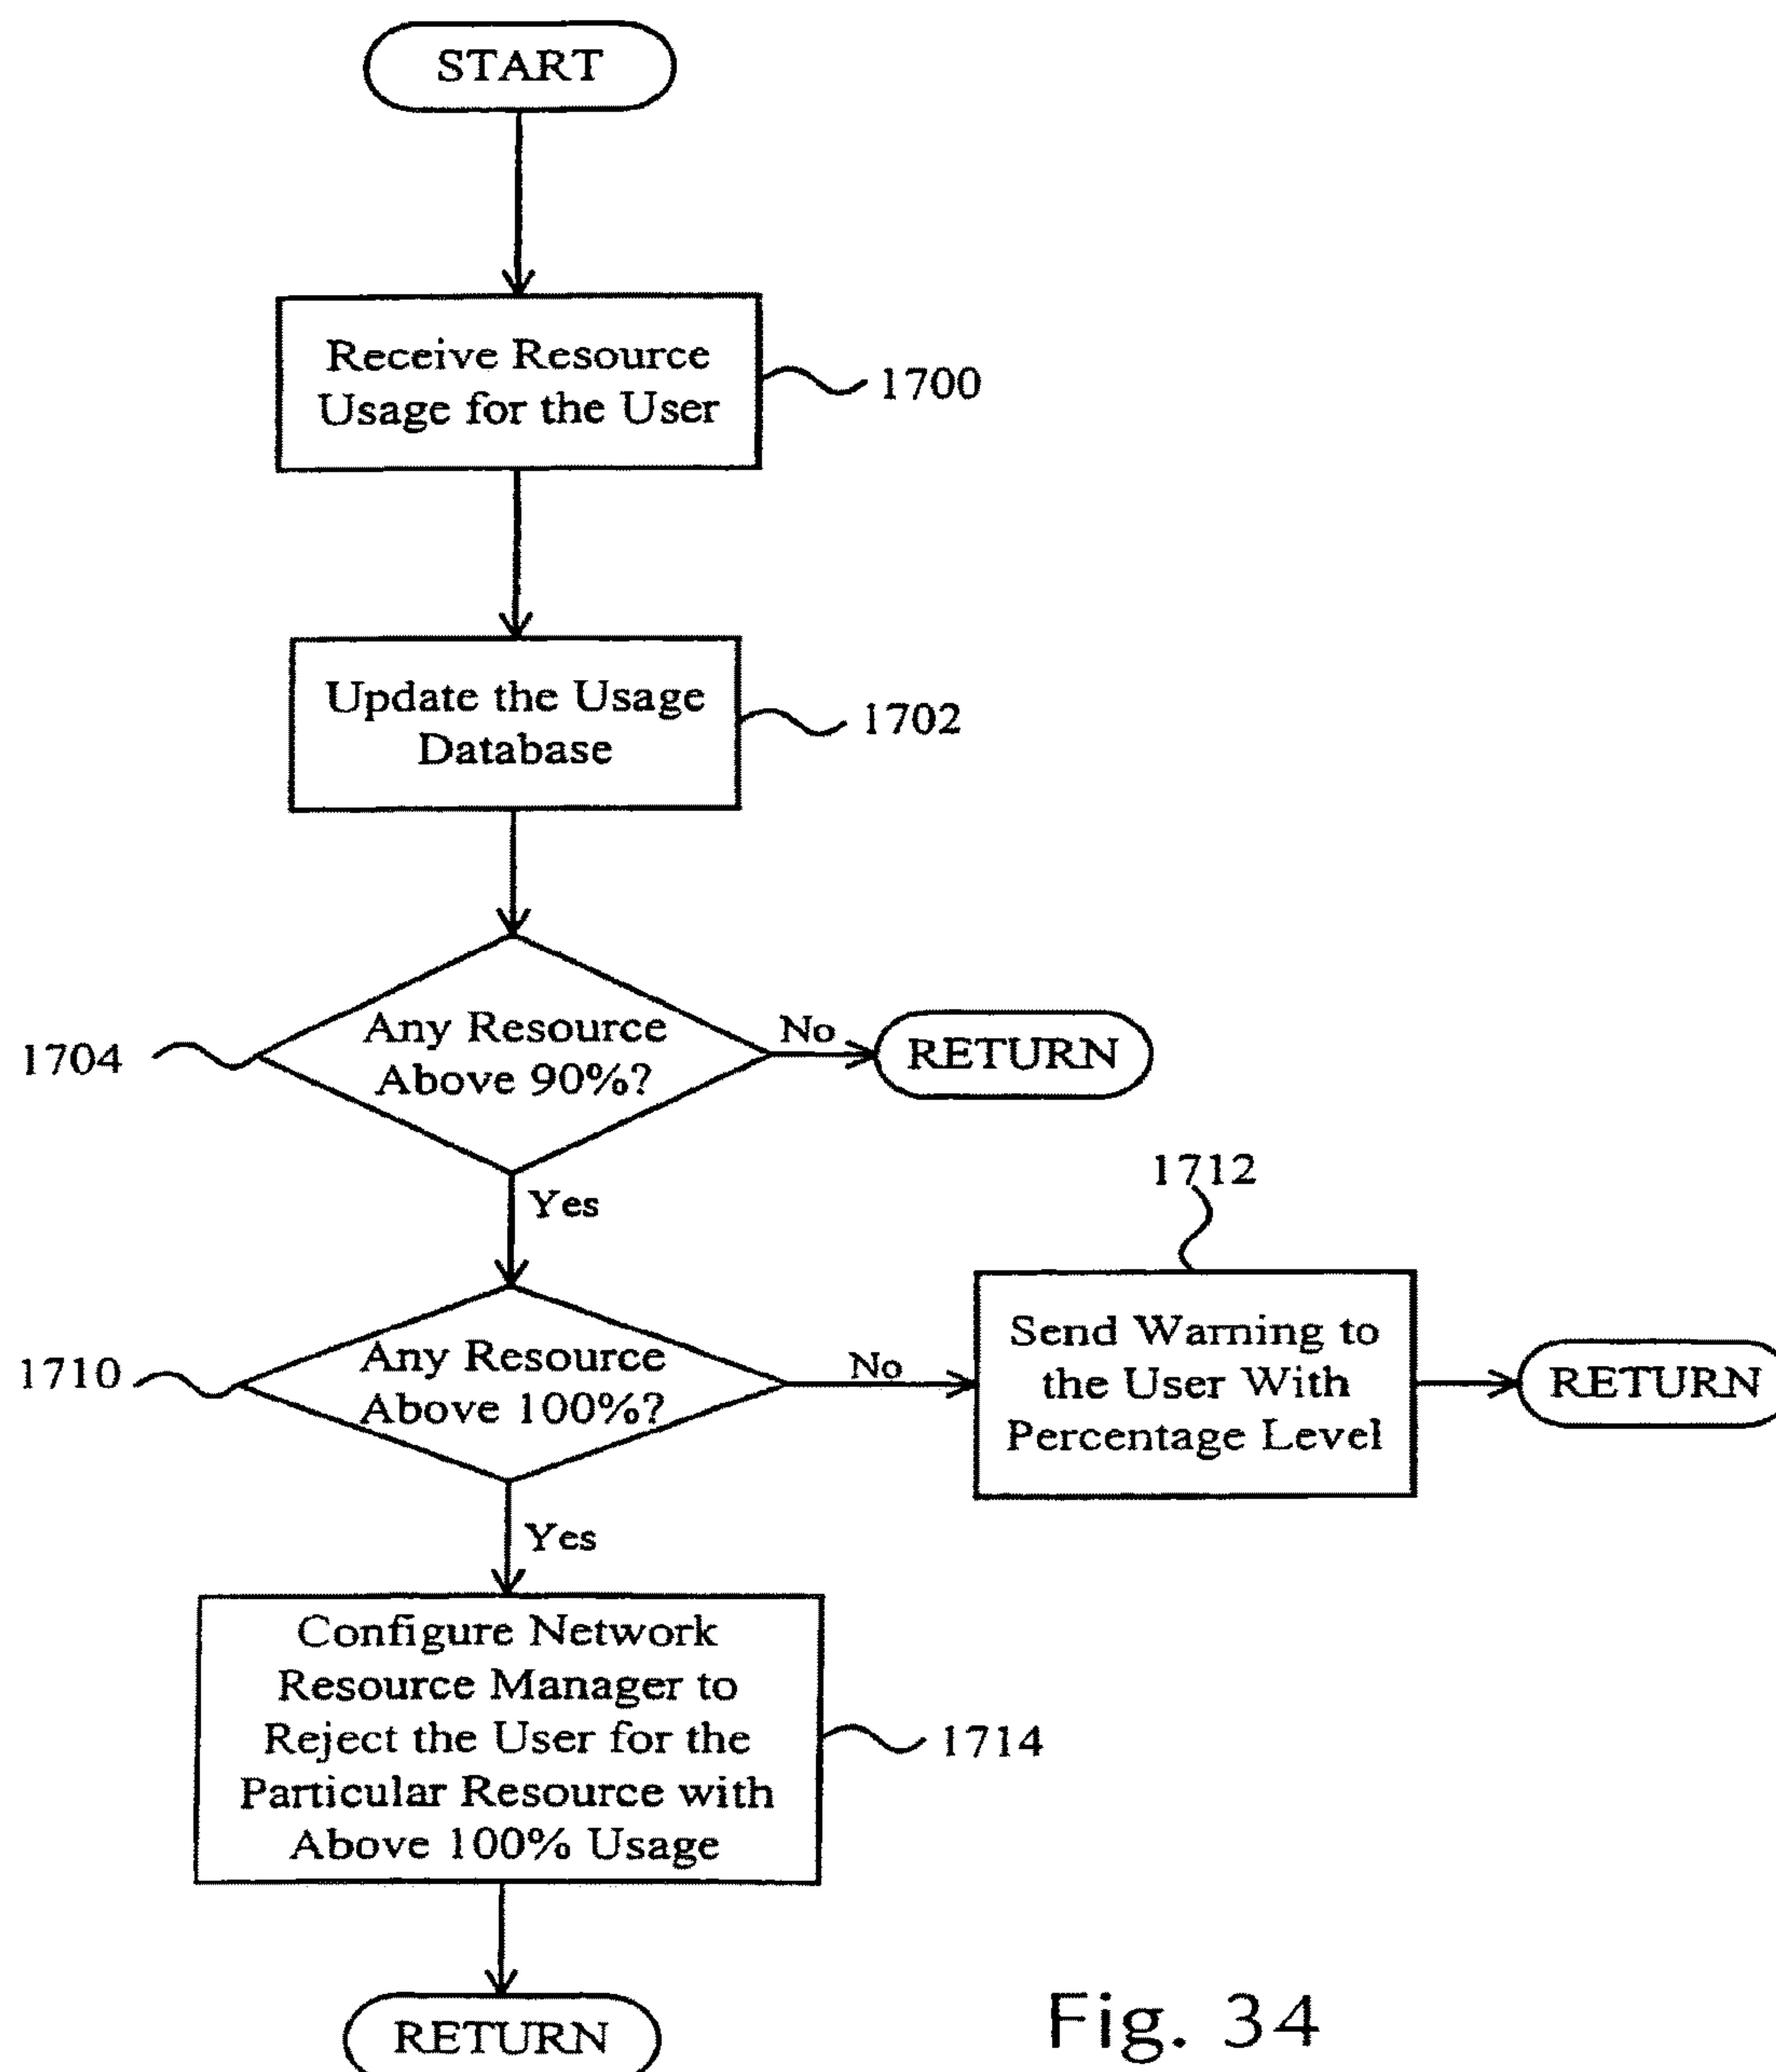 START
Receive Resource
Usage for the User
1700
Update the Usage
Database
1702
Any Resource
Above 90%?
1704
No
RETURN
Yes
1712
Any Resource
Above 100%?
1710
No
Send Warning to
the User With
Percentage Level
RETURN
Yes
Configure Network
Resource Manager to
Reject the User for the
Particular Resource with
Above 100% Usage
1714
RETURN
Fig. 34